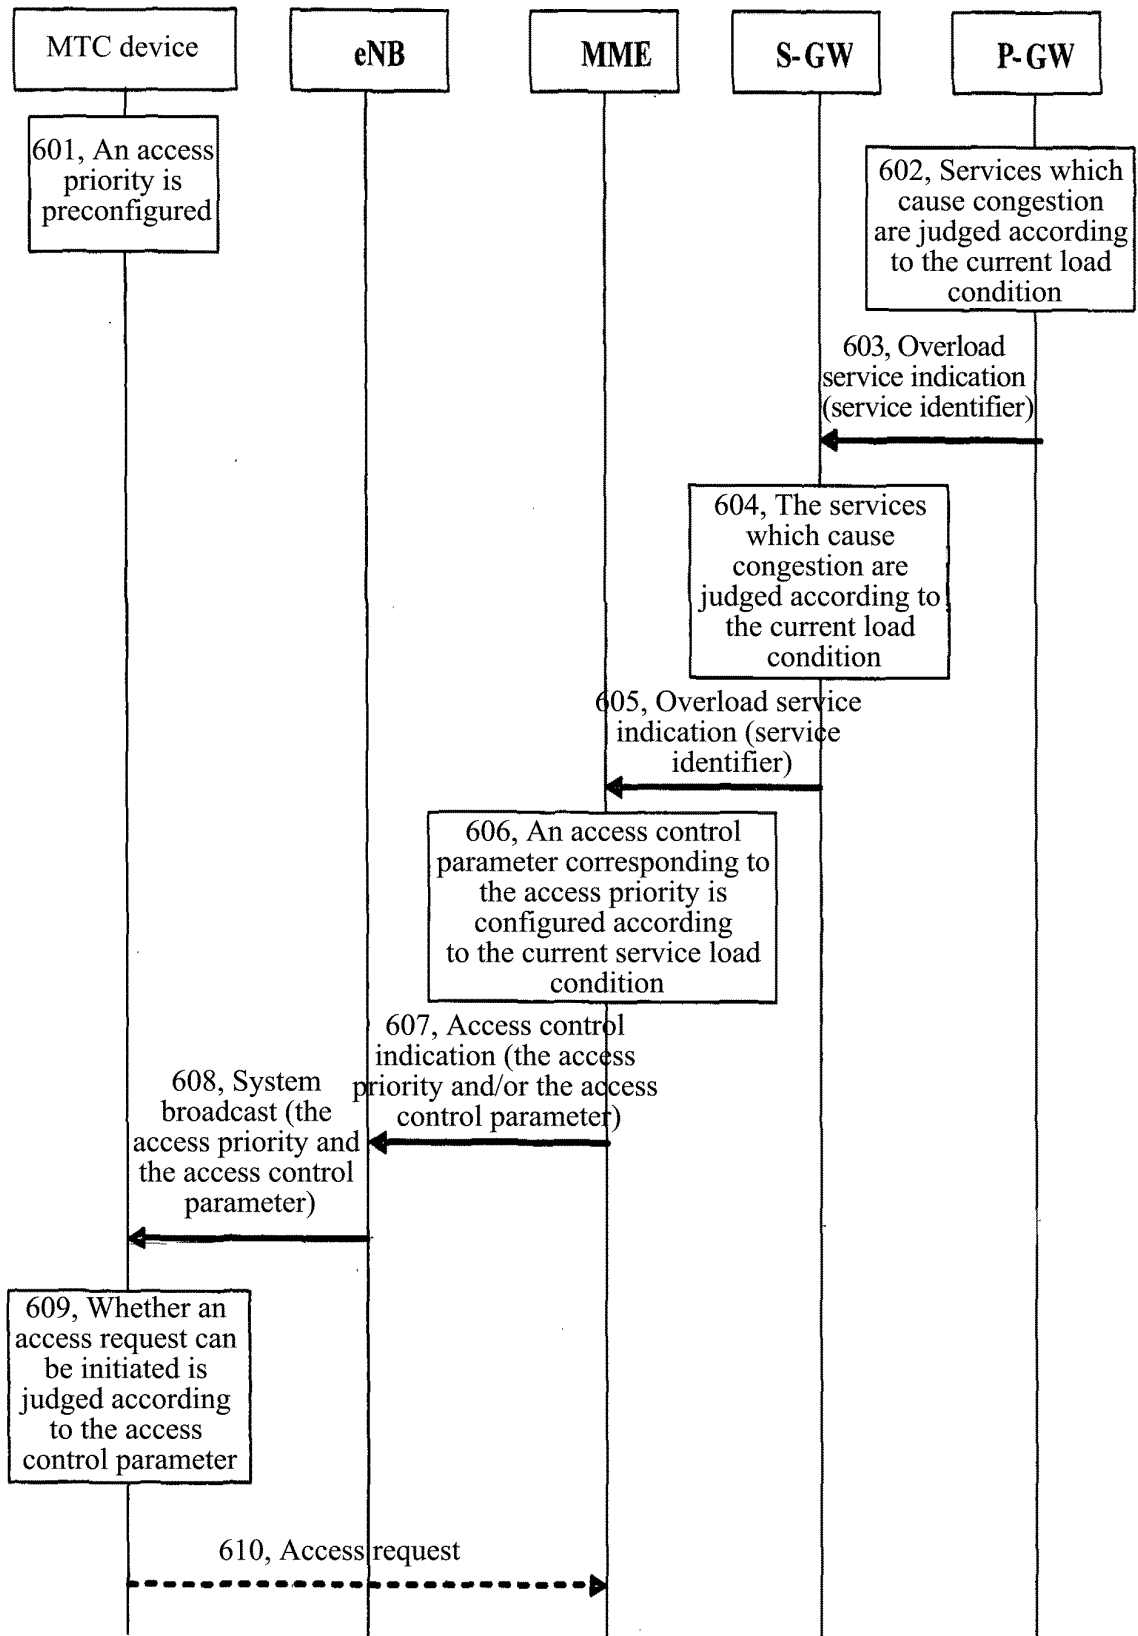 MTC device
eNB
MME
S-GW
P-GW
601, An access
priority is
preconfigured
602, Services which
cause congestion
are judged according
to the current load
condition
603, Overload
service indication
(service identifier)
604, The services
which cause
congestion are
judged according to
the current load
condition
605, Overload service
indication (service
identifier)
606, An access control
parameter corresponding to
the access priority is
configured according
to the current service load
condition
607, Access control
indication (the access
priority and/or the access
control parameter)
608, System
broadcast (the
access priority and
the access control
parameter)
609, Whether an
access request can
be initiated is
judged according
to the access
control parameter
610, Access request